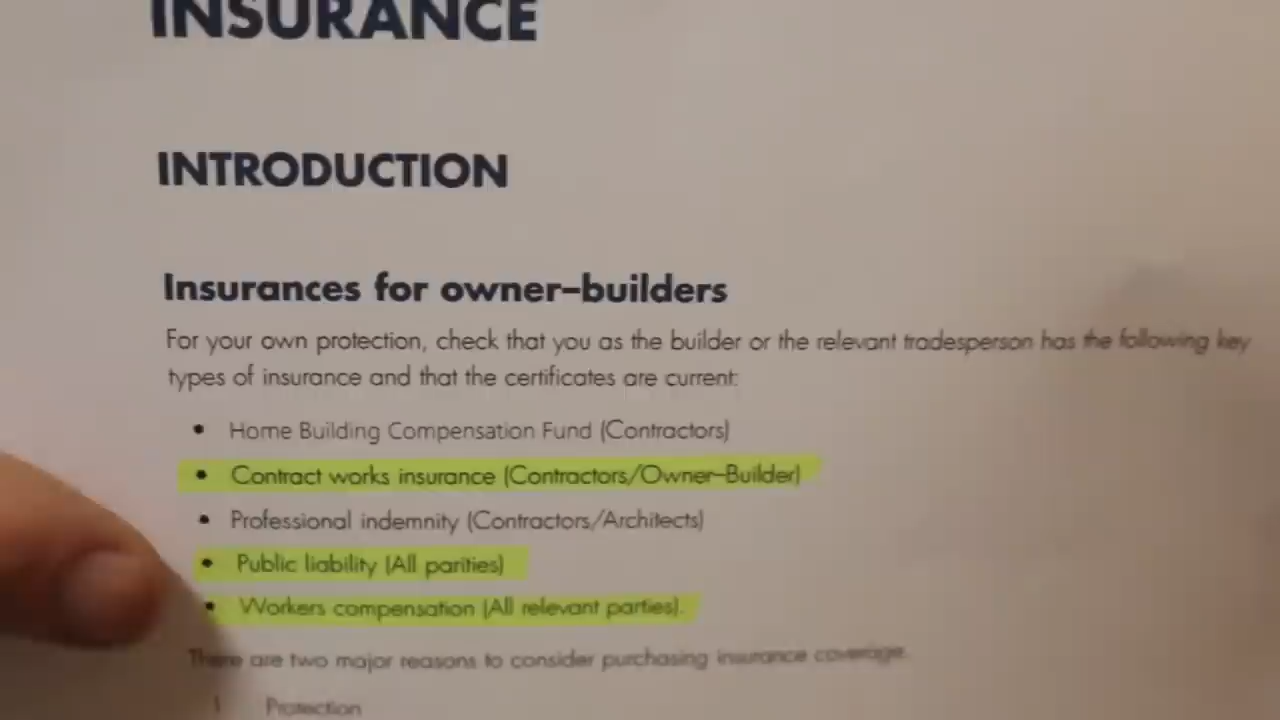 INSURANCE
INTRODUCTION
Insurances for owner-builders
For your own protection, check that you as the builder or the relevant tradesperson has the following key
types of insurance and that the certificates are current:
• Home Building Compensation Fund (Contractors)
• Contract works insurance (Contractors/Owner-Builder)
• Professional indemnity (Contractors/Architects)
• Public liability (All parities)
• Workers compensation (All relevant parties).
There are two major reasons to consider purchasing insurance coverage.
1 Protection